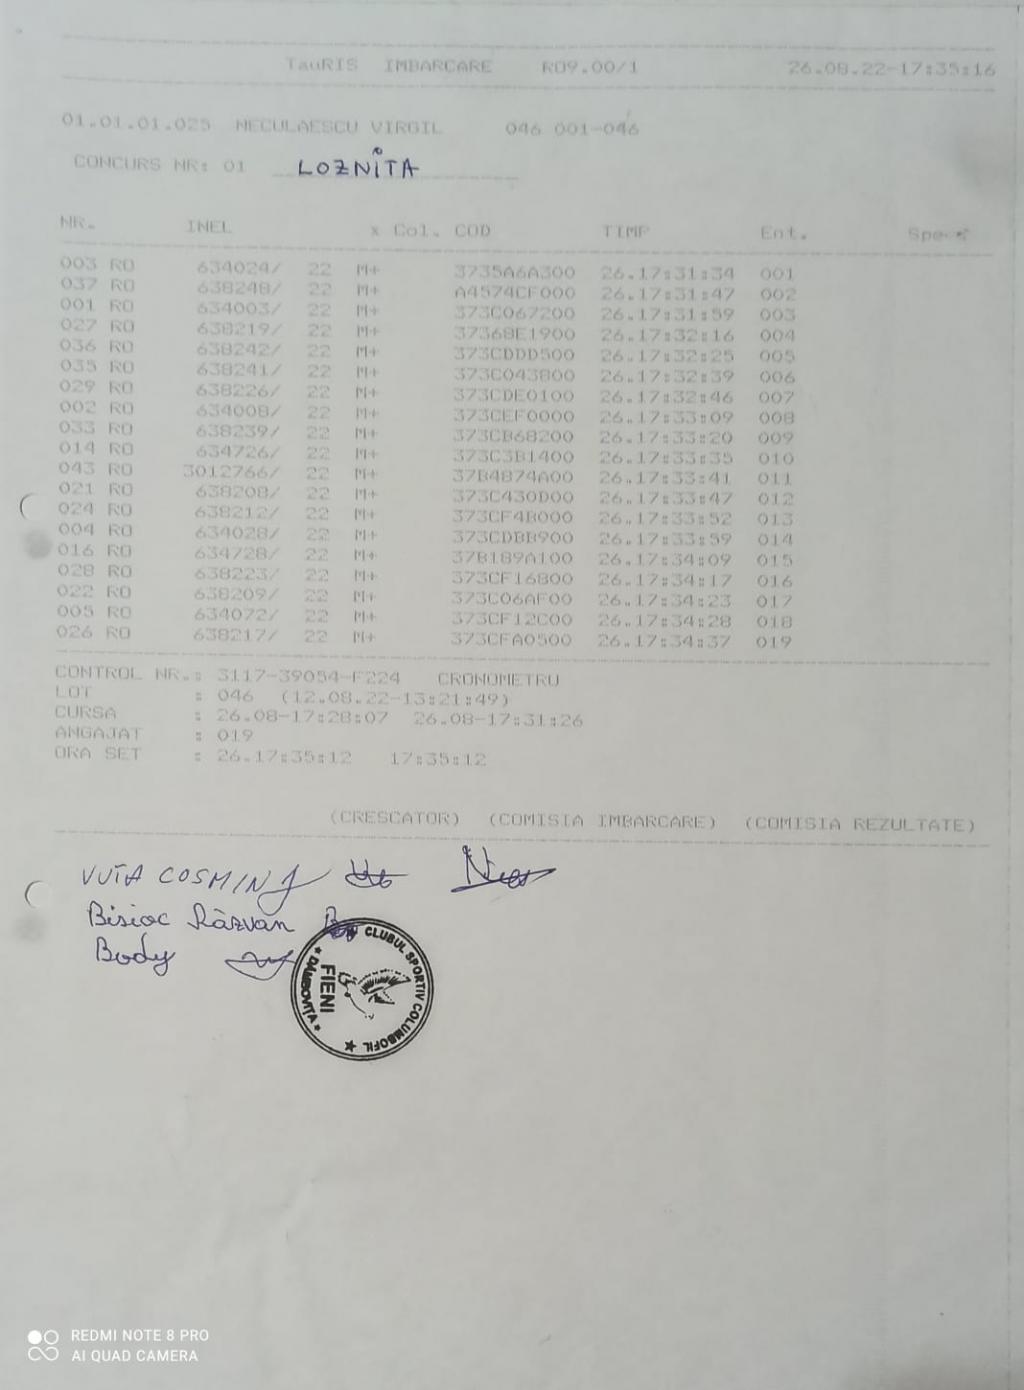 TauRIS IMBARCARE R09.00/1 26.08.22-17:35:16
01.01.01.025 NECULAESCU VIRGIL 046 001-046
CONCURS NR: 01 LOZNITA
NR. INEL x Col. COD TIMP Ent.
003 RO 634024/ 22 M+ 3735A6A300 26.17:31:34 001
037 RO 638248/ 22 M+ A4574CF000 26.17:31:47 002
001 RO 634003/ 22 M+ 373C067200 26.17:31:59 003
027 RO 638219/ 22 M+ 37368E1900 26.17:32:16 004
036 RO 638242/ 22 M+ 373CDDD500 26.17:32:25 005
035 RO 638241/ 22 M+ 373C043800 26.17:32:39 006
029 RO 638226/ 22 M+ 373CDE0100 26.17:32:46 007
002 RO 634008/ 22 M+ 373CEF0000 26.17:33:09 008
033 RO 638239/ 22 M+ 373CB68200 26.17:33:20 009
014 RO 634726/ 22 M+ 373C3B1400 26.17:33:35 010
043 RO 3012766/ 22 M+ 37B4874A00 26.17:33:41 011
021 RO 638208/ 22 M+ 373C430D00 26.17:33:47 012
024 RO 638212/ 22 M+ 373CF4B000 26.17:33:52 013
004 RO 634028/ 22 M+ 373CDBB900 26.17:33:59 014
016 RO 634728/ 22 M+ 37B189A100 26.17:34:09 015
028 RO 638223/ 22 M+ 373CF16800 26.17:34:17 016
022 RO 638209/ 22 M+ 373C06AF00 26.17:34:23 017
005 RO 634072/ 22 M+ 373CF12C00 26.17:34:28 018
026 RO 638217/ 22 M+ 373CFA0500 26.17:34:37 019
CONTROL NR.: 3117-39054-F224 CRONOMETRU
LOT : 046 (12.08.22-13:21:49)
CURSA : 26.08-17:28:07 26.08-17:31:26
ANGAJAT : 019
ORA SET : 26.17:35:12 17:35:12
(CRESCATOR) (COMISIA IMBARCARE) (COMISIA REZULTATE)
VUTA COSMIN
Bisioc Răzvan
Body
CLUBUL SPORTIV COLUMBOFIL
FIENI
DÂMBOVIȚA
REDMI NOTE 8 PRO
AI QUAD CAMERA